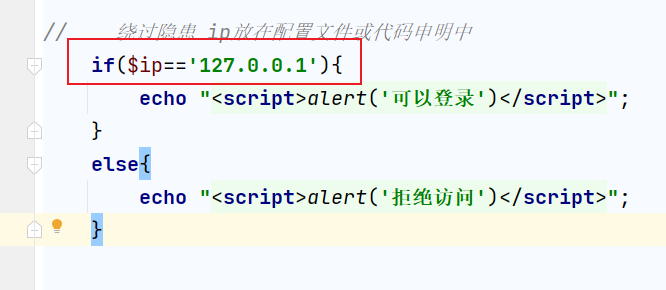 // 绕过隐患 ip放在配置文件或代码申明中
if($ip=='127.0.0.1'){
echo "<script>alert('可以登录')</script>";
}
else{
echo "<script>alert('拒绝访问')</script>";
}